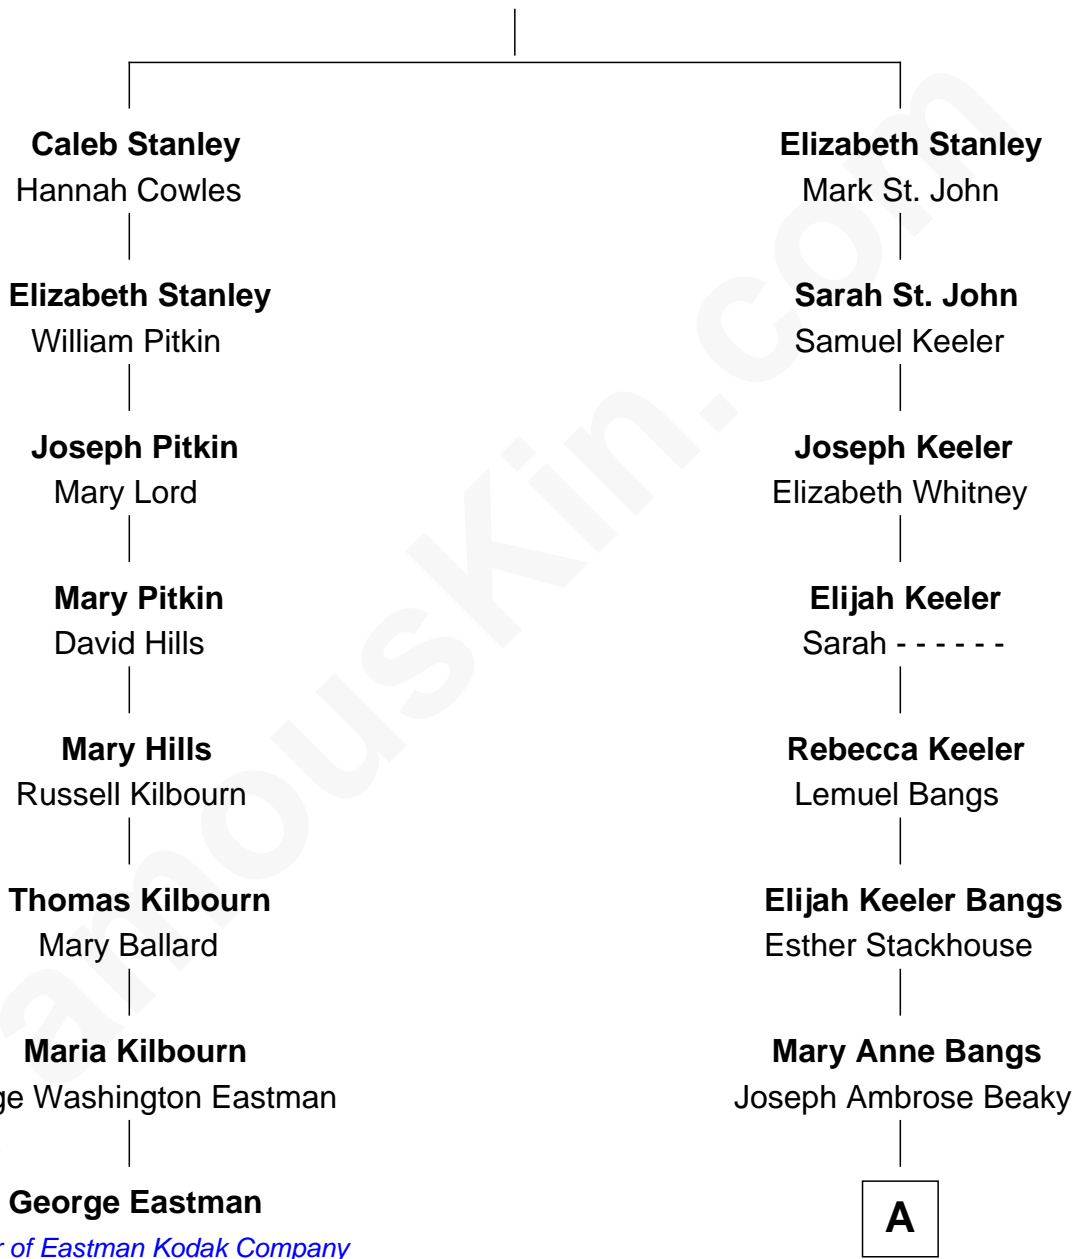 Caleb Stanley
Hannah Cowles
Elizabeth Stanley
William Pitkin
Joseph Pitkin
Mary Lord
Mary Pitkin
David Hills
Mary Hills
Russell Kilbourn
Thomas Kilbourn
Mary Ballard
Maria Kilbourn
ge Washington Eastman
George Eastman
r of Eastman Kodak Company
Elizabeth Stanley
Mark St. John
Sarah St. John
Samuel Keeler
Joseph Keeler
Elizabeth Whitney
Elijah Keeler
Sarah - - - - - -
Rebecca Keeler
Lemuel Bangs
Elijah Keeler Bangs
Esther Stackhouse
Mary Anne Bangs
Joseph Ambrose Beaky
A
amousKin.com